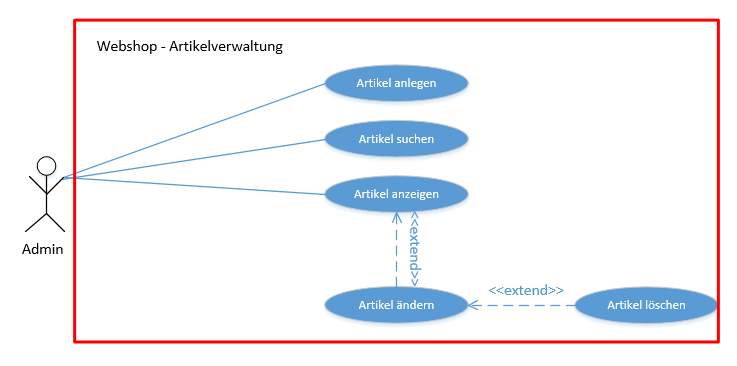 Webshop - Artikelverwaltung
Artikel anlegen
Artikel suchen
Artikel anzeigen
Admin
<<extend>>
<<extend>>
Artikel ändern
Artikel löschen